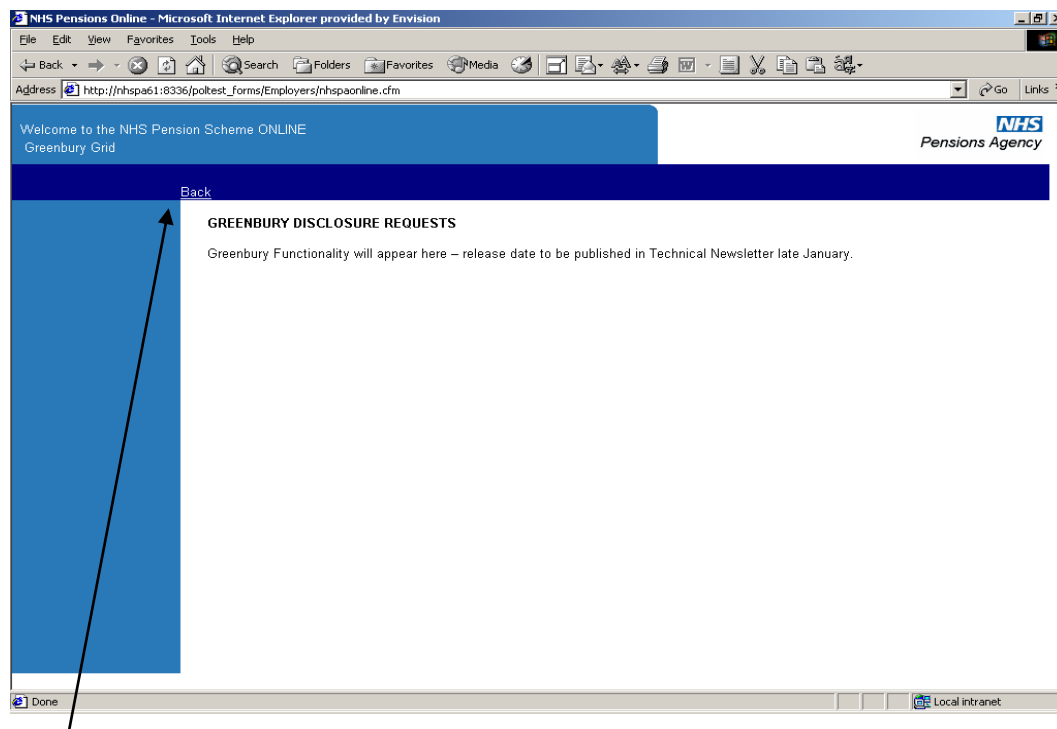 NHS Pensions Online - Microsoft Internet Explorer provided by Envision
File Edit View Favorites Tools Help
Back Search Folders Favorites Media
Address http://nhspa61:8336/poltest_forms/Employers/nhspaonline.cfm Go Links
Welcome to the NHS Pension Scheme ONLINE
Greenbury Grid
NHS
Pensions Agency
Back
GREENBURY DISCLOSURE REQUESTS
Greenbury Functionality will appear here – release date to be published in Technical Newsletter late January.
Done Local intranet